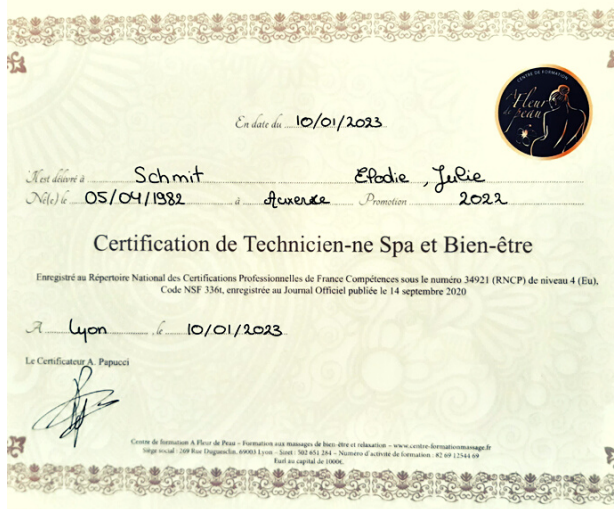 CENTRE DE FORMATION
A Fleur
de peau
En date du 10/01/2023
Il est délivré à Schmit Elodie, Julie
Né(e) le 05/04/1982 à Auxerre Promotion 2022
Certification de Technicien-ne Spa et Bien-être
Enregistré au Répertoire National des Certifications Professionnelles de France Compétences sous le numéro 34921 (RNCP) de niveau 4 (Eu),
Code NSF 336t, enregistrée au Journal Officiel publiée le 14 septembre 2020
A Lyon, le 10/01/2023
Le Certificateur A. Papucci
Centre de formation A Fleur de Peau – Formation aux massages de bien-être et relaxation – www.centre-formationmassage.fr
Siège social : 208 Rue Duguesclin, 69003 Lyon – Siret : 502 651 284 – Numéro d'activité de formation : 82 69 12544 69
Eurl au capital de 1000€.